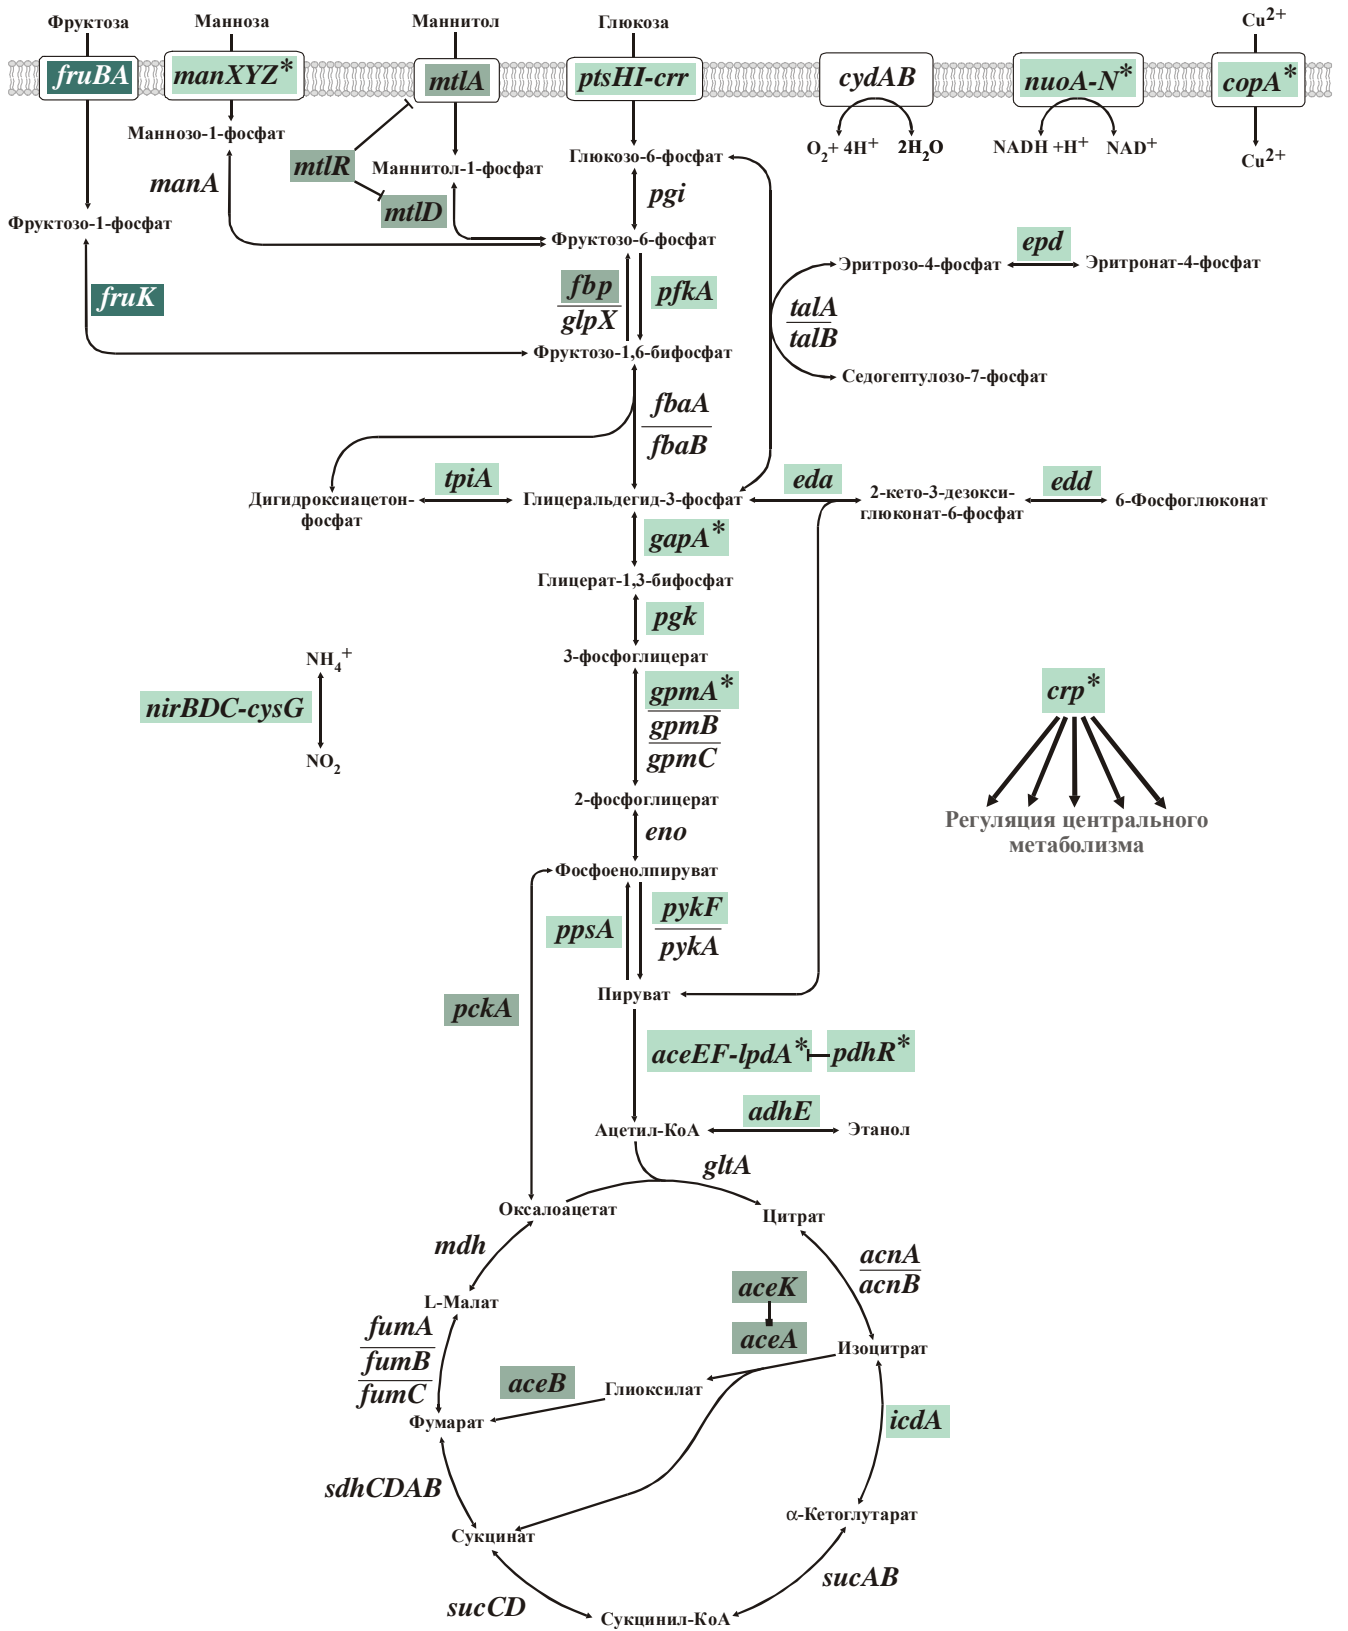 Фруктоза
Манноза
Маннитол
Глюкоза
Cu2+
fruBA
manXYZ*
mtlA
ptsHI-crr
cydAB
nuoA-N*
copA*
Маннозо-1-фосфат
O2+ 4H+
2H2O
NADH +H+
NAD+
Cu2+
mtlR
Маннитол-1-фосфат
Глюкозо-6-фосфат
manA
pgi
mtlD
Фруктозо-1-фосфат
Фруктозо-6-фосфат
epd
Эритрозо-4-фосфат
Эритронат-4-фосфат
fruK
fbp
glpX
pfkA
talA
talB
Фруктозо-1,6-бифосфат
Седогептулозо-7-фосфат
fbaA
fbaB
tpiA
eda
edd
Дигидроксиацетон-
фосфат
Глицеральдегид-3-фосфат
2-кето-3-дезокси-
глюконат-6-фосфат
6-Фосфоглюконат
gapA*
Глицерат-1,3-бифосфат
pgk
3-фосфоглицерат
NH4+
nirBDC-cysG
NO2
gpmA*
gpmB
gpmC
crp*
2-фосфоглицерат
Регуляция центрального
метаболизма
eno
Фосфоенолпируват
ppsA
pykF
pykA
Пируват
pckA
aceEF-lpdA*
pdhR*
adhE
Ацетил-КоА
Этанол
gltA
Оксалоацетат
Цитрат
mdh
acnA
acnB
aceK
L-Малат
aceA
fumA
fumB
fumC
Изоцитрат
aceB
Глиоксилат
Фумарат
icdA
sdhCDAB
α-Кетоглутарат
Сукцинат
sucAB
sucCD
Сукцинил-КоА